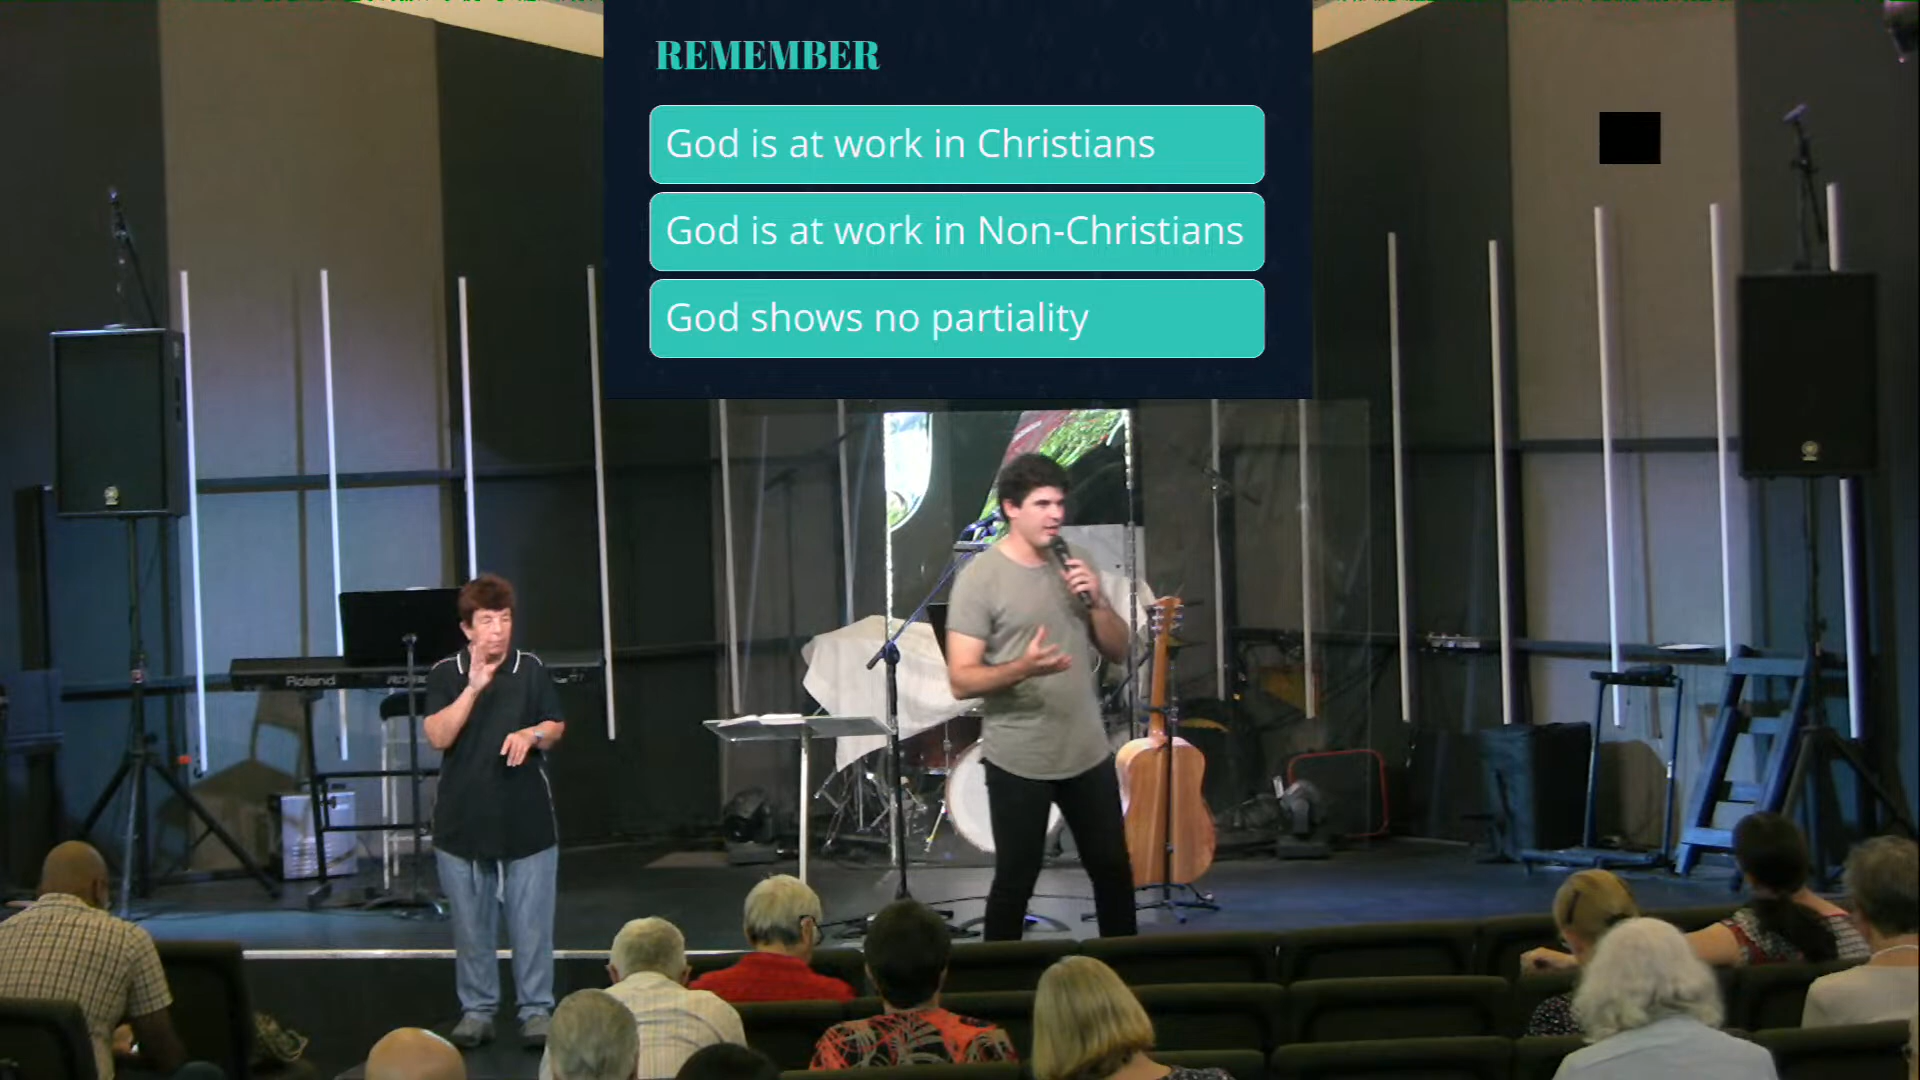 REMEMBER
God is at work in Christians
God is at work in Non-Christians
God shows no partiality
Roland